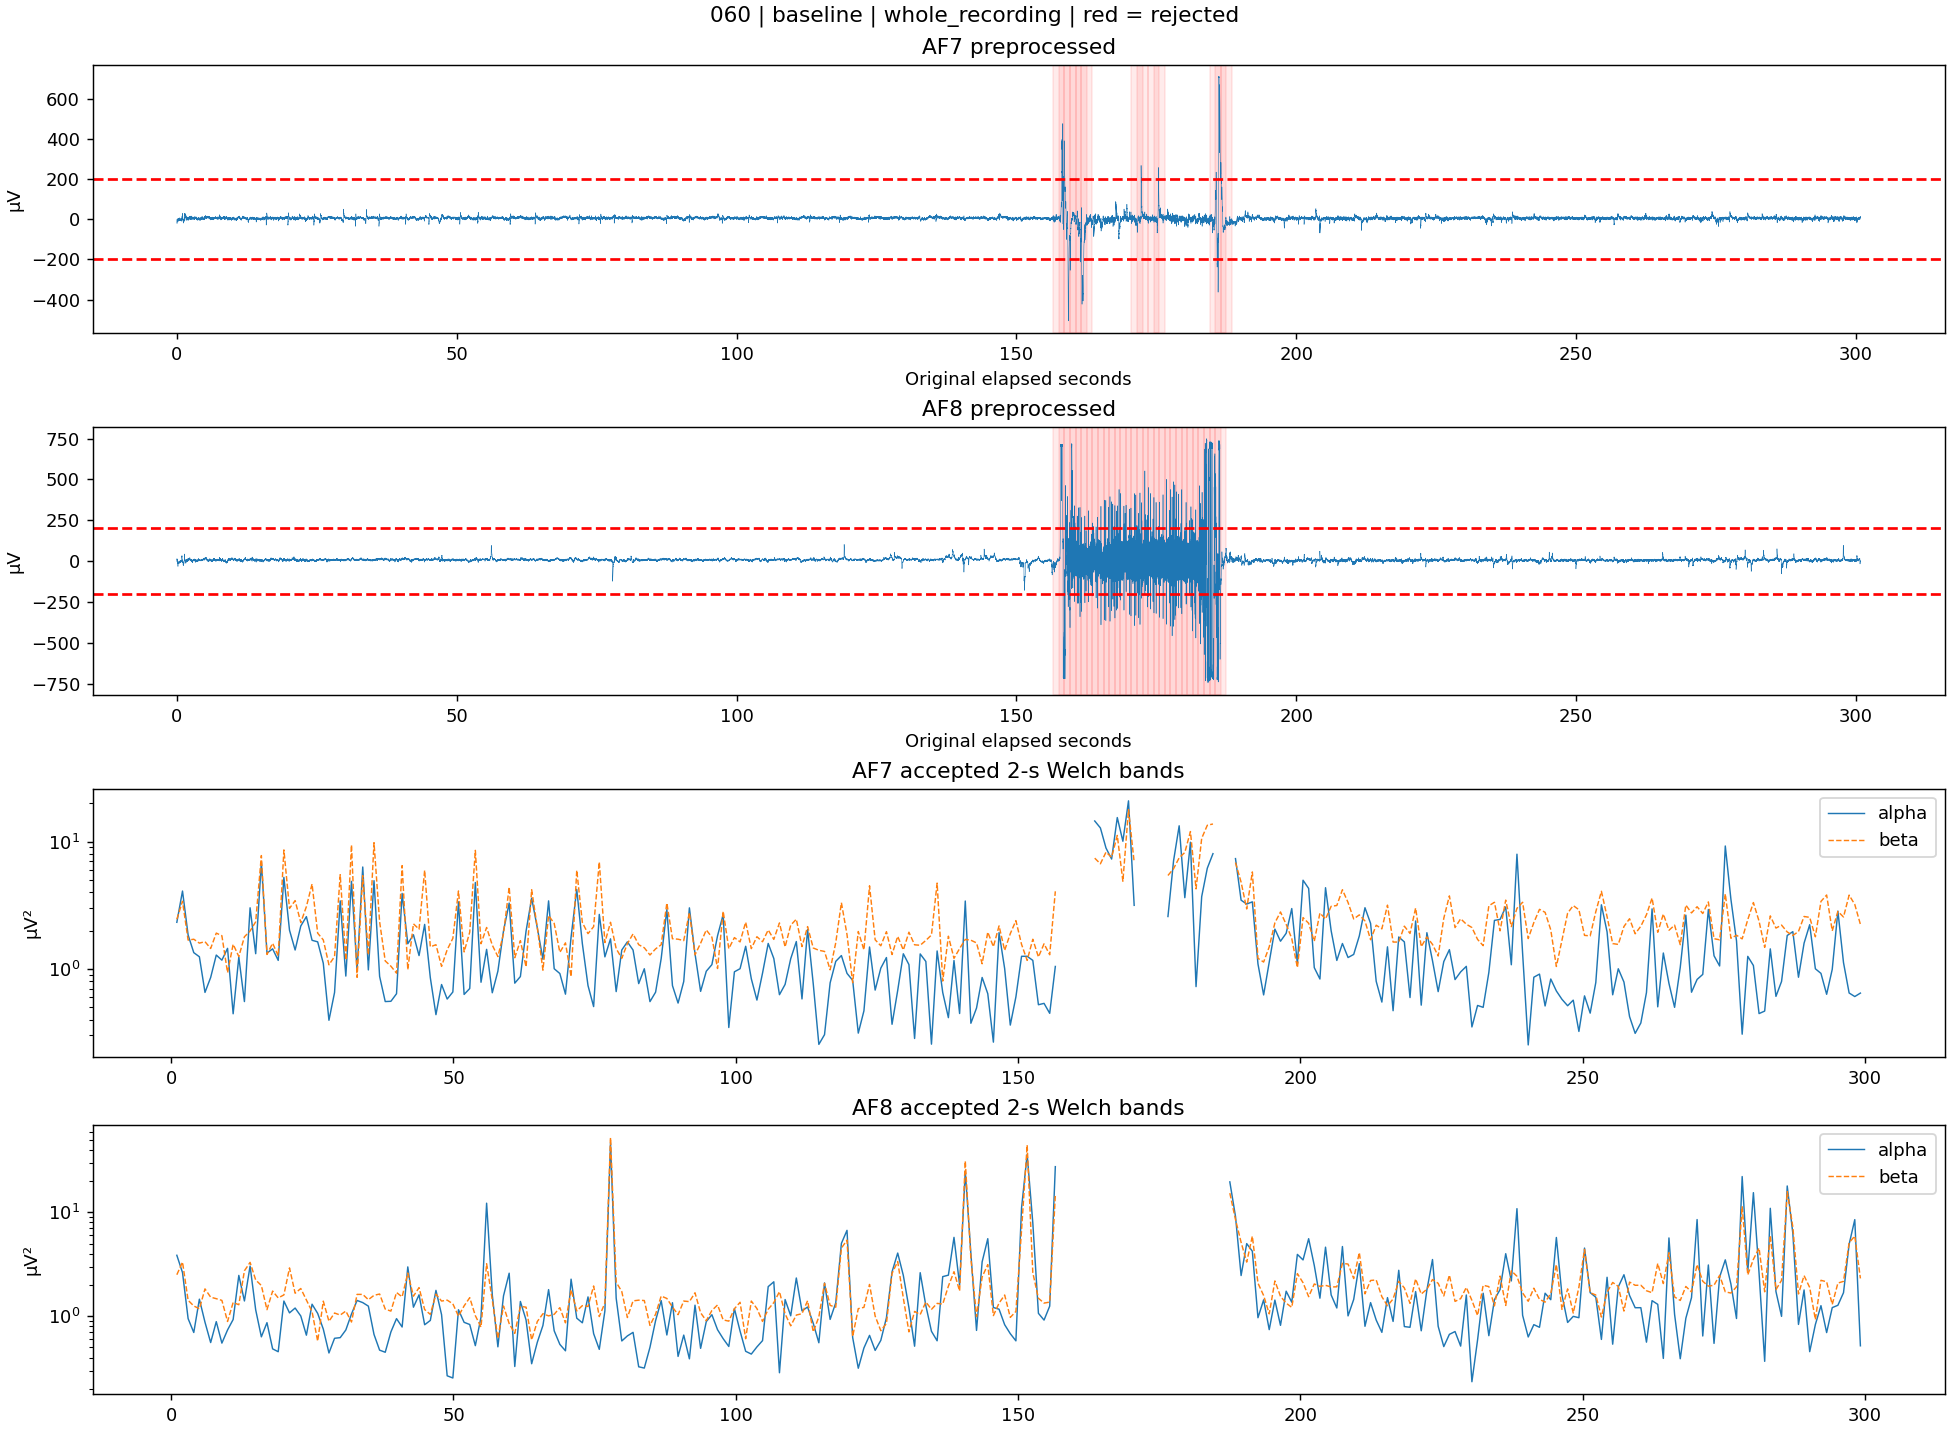 060 | baseline | whole_recording | red = rejected
AF7 preprocessed
µV
600
400
200
0
−200
−400
0 50 100 150 200 250 300
Original elapsed seconds
AF8 preprocessed
µV
750
500
250
0
−250
−500
−750
0 50 100 150 200 250 300
Original elapsed seconds
AF7 accepted 2-s Welch bands
µV²
10¹
10⁰
alpha
beta
0 50 100 150 200 250 300
AF8 accepted 2-s Welch bands
µV²
10¹
10⁰
alpha
beta
0 50 100 150 200 250 300